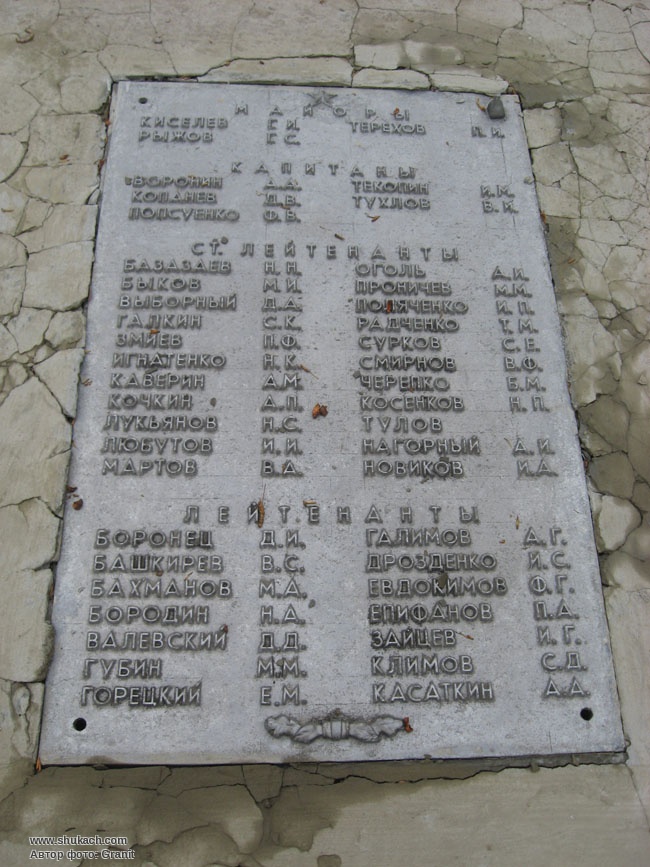 МАЙОРЫ
КИСЕЛЕВ Г.И. ТЕРЕХОВ П.И.
РЫЖОВ Г.С.
КАПИТАНЫ
ВОРОНИН А.А. ТЕКОПИН И.М.
КОПАНЕВ Д.В. ТУХЛОВ В.И.
ПОПСУЕНКО Ф.В.
СТ. ЛЕЙТЕНАНТЫ
БАЗАЗАЕВ Н.Н. ОГОЛЬ А.И.
БЫКОВ М.И. ПРОНИЧЕВ М.М.
ВЫБОРНЫЙ Д.А. ПОЛЯЧЕНКО И.П.
ГАЛКИН С.К. РАДЧЕНКО Т.М.
ЗМИЕВ П.Ф. СУРКОВ С.Е.
ИГНАТЕНКО Н.К. СМИРНОВ В.Ф.
КАВЕРИН А.М. ЧЕРЕПКО Б.М.
КОЧКИН А.П. КОСЕНКОВ Н.П.
ЛУКЬЯНОВ Н.С. ТУЛОВ
ЛЮБУТОВ И.И. НАГОРНЫЙ А.И.
МАРТОВ В.А. НОВИКОВ И.А.
ЛЕЙТЕНАНТЫ
БОРОНЕЦ Д.И. ГАЛИМОВ А.Г.
БАШКИРЕВ В.С. ДРОЗДЕНКО И.С.
БАХМАНОВ М.А. ЕВДОКИМОВ Ф.Г.
БОРОДИН Н.А. ЕПИФАНОВ П.А.
ВАЛЕВСКИЙ Д.Д. ЗАЙЦЕВ И.Г.
ГУБИН М.М. КЛИМОВ С.Д.
ГОРЕЦКИЙ Е.М. КАСАТКИН А.А.
www.shukach.com
Автор фото: Granit